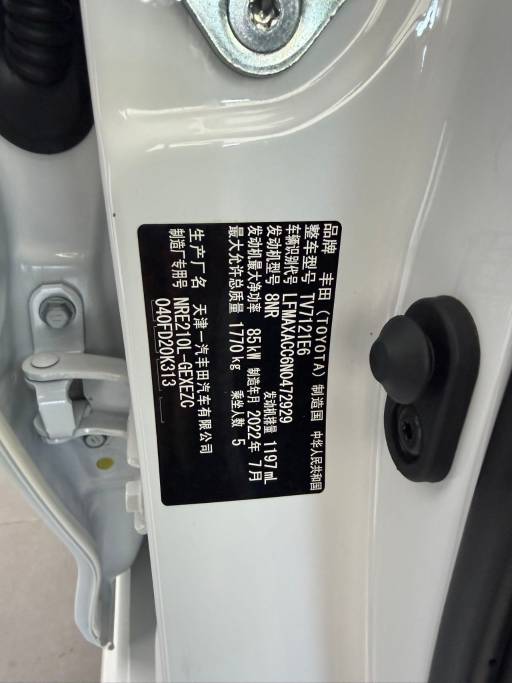 品牌 丰田 (TOYOTA) 制造国 中华人民共和国
整车型号 TV7121E6
车辆识别代号 LFMAXACC6N0472929
发动机型号 8NR 发动机排量 1197 mL
发动机最大净功率 85kW 制造年月 2022年 7月
最大允许总质量 1770 kg 乘坐人数 5
生产厂名 天津一汽丰田汽车有限公司
制造厂专用号 NRE210L-GEXEZC
040FD20K313